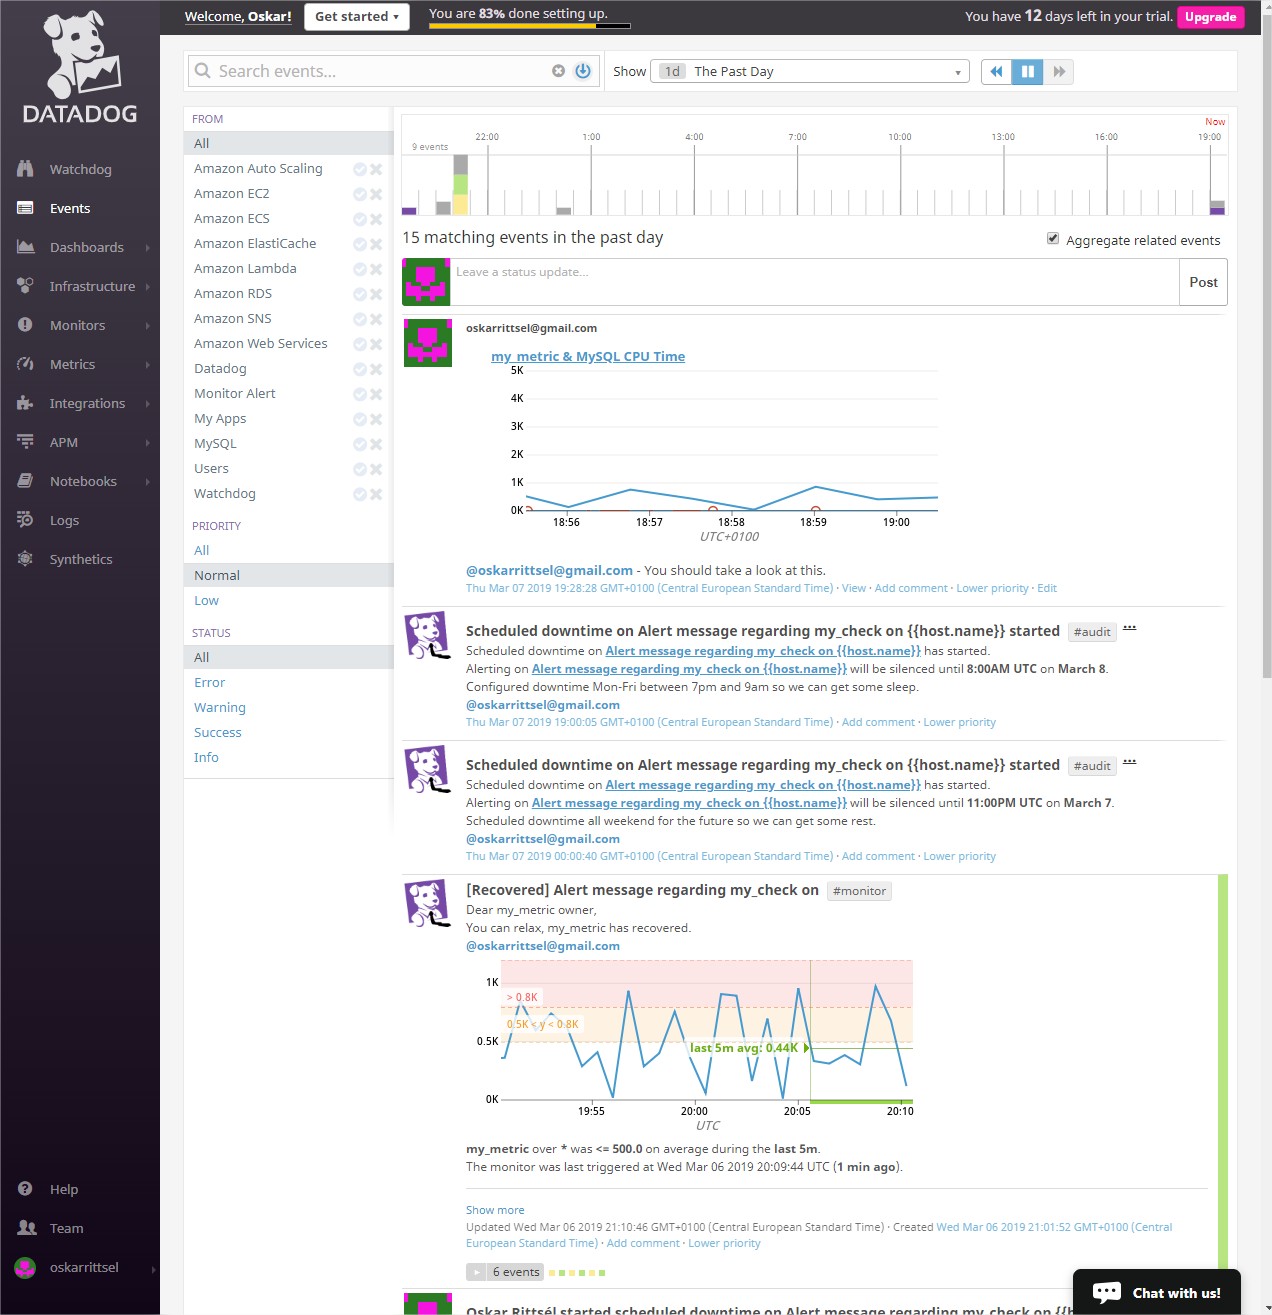 Welcome, Oskar!
Get started
You are 83% done setting up.
You have 12 days left in your trial.
Upgrade
DATADOG
Watchdog
Events
Dashboards
Infrastructure
Monitors
Metrics
Integrations
APM
Notebooks
Logs
Synthetics
Help
Team
oskarrittsel
Search events...
Show
1d The Past Day
FROM
All
Amazon Auto Scaling
Amazon EC2
Amazon ECS
Amazon ElastiCache
Amazon Lambda
Amazon RDS
Amazon SNS
Amazon Web Services
Datadog
Monitor Alert
My Apps
MySQL
Users
Watchdog
PRIORITY
All
Normal
Low
STATUS
All
Error
Warning
Success
Info
Now
22:00 1:00 4:00 7:00 10:00 13:00 16:00 19:00
9 events
15 matching events in the past day
Aggregate related events
Leave a status update...
Post
oskarrittsel@gmail.com
my_metric & MySQL CPU Time
5K
4K
3K
2K
1K
0K
18:56 18:57 18:58 18:59 19:00
UTC+0100
@oskarrittsel@gmail.com - You should take a look at this.
Thu Mar 07 2019 19:28:28 GMT+0100 (Central European Standard Time) · View · Add comment · Lower priority · Edit
Scheduled downtime on Alert message regarding my_check on {{host.name}} started #audit ...
Scheduled downtime on Alert message regarding my_check on {{host.name}} has started.
Alerting on Alert message regarding my_check on {{host.name}} will be silenced until 8:00AM UTC on March 8.
Configured downtime Mon-Fri between 7pm and 9am so we can get some sleep.
@oskarrittsel@gmail.com
Thu Mar 07 2019 19:00:05 GMT+0100 (Central European Standard Time) · Add comment · Lower priority
Scheduled downtime on Alert message regarding my_check on {{host.name}} started #audit ...
Scheduled downtime on Alert message regarding my_check on {{host.name}} has started.
Alerting on Alert message regarding my_check on {{host.name}} will be silenced until 11:00PM UTC on March 7.
Scheduled downtime all weekend for the future so we can get some rest.
@oskarrittsel@gmail.com
Thu Mar 07 2019 00:00:40 GMT+0100 (Central European Standard Time) · Add comment · Lower priority
[Recovered] Alert message regarding my_check on #monitor
Dear my_metric owner,
You can relax, my_metric has recovered.
@oskarrittsel@gmail.com
1K
> 0.8K
0.5K < y < 0.8K
0.5K
last 5m avg: 0.44K
0K
19:55 20:00 20:05 20:10
UTC
my_metric over * was <= 500.0 on average during the last 5m.
The monitor was last triggered at Wed Mar 06 2019 20:09:44 UTC (1 min ago).
Show more
Updated Wed Mar 06 2019 21:10:46 GMT+0100 (Central European Standard Time) · Created Wed Mar 06 2019 21:01:52 GMT+0100 (Central
European Standard Time) · Add comment · Lower priority
6 events
Oskar Rittsél started scheduled downtime on Alert message regarding my_check on
Chat with us!